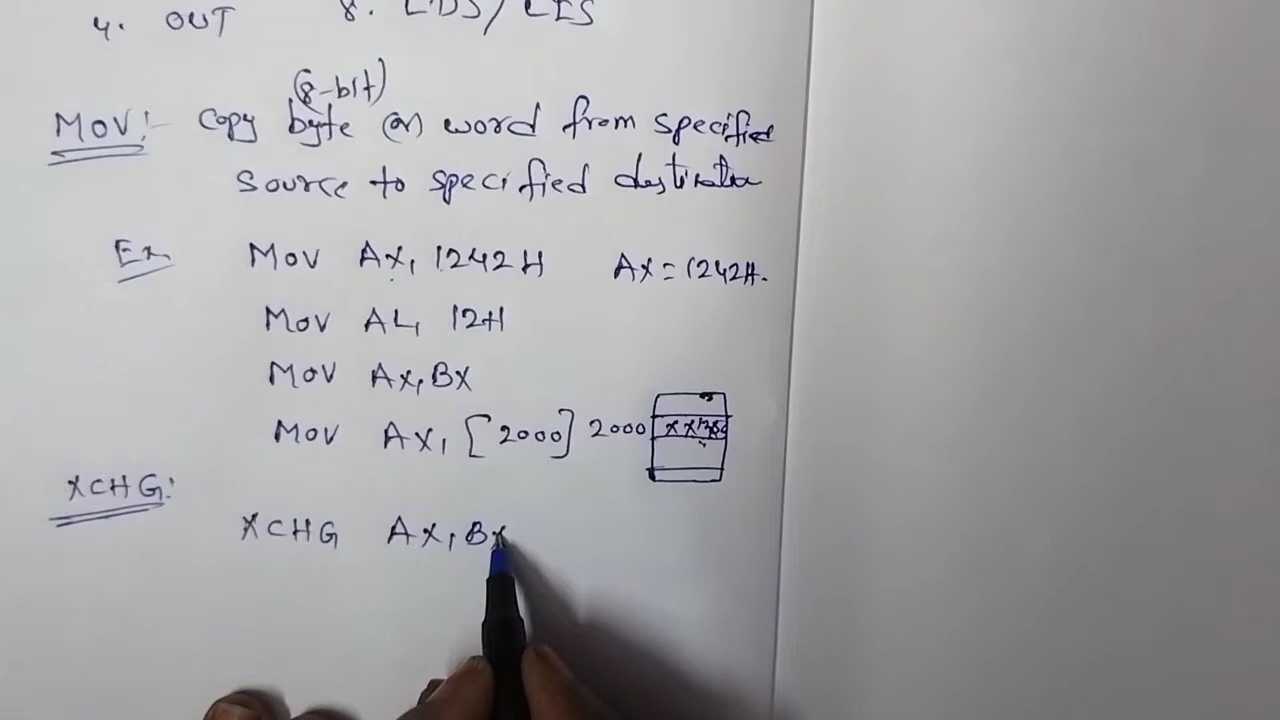 4. OUT 8. LDS/LES
(8-bit)
MOV:- Copy byte (or) word from specified
source to specified destination
Ex. MOV AX, 1242H AX = 1242H.
MOV AL, 12H
MOV AX, BX
MOV AX, [2000] 2000
XCHG:
XCHG AX, BX